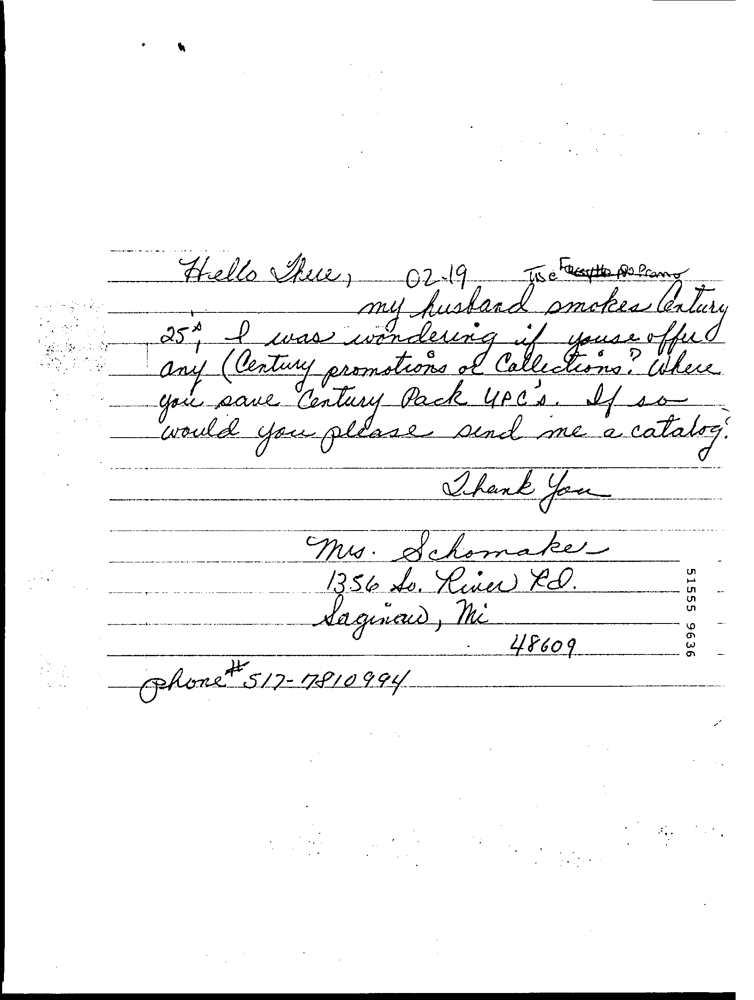 Hello There, 02-19
my husband smokes Century
25's, I was wondering if youse offer
any (Century promotions or Collections? Where
you save Century Pack UPC's. If so
would you please send me a catalog?
Thank You
Mrs. Schomaker
1356 So. River Rd.
Saginaw, Mi
48609
phone # 517-7810994
51555 9636